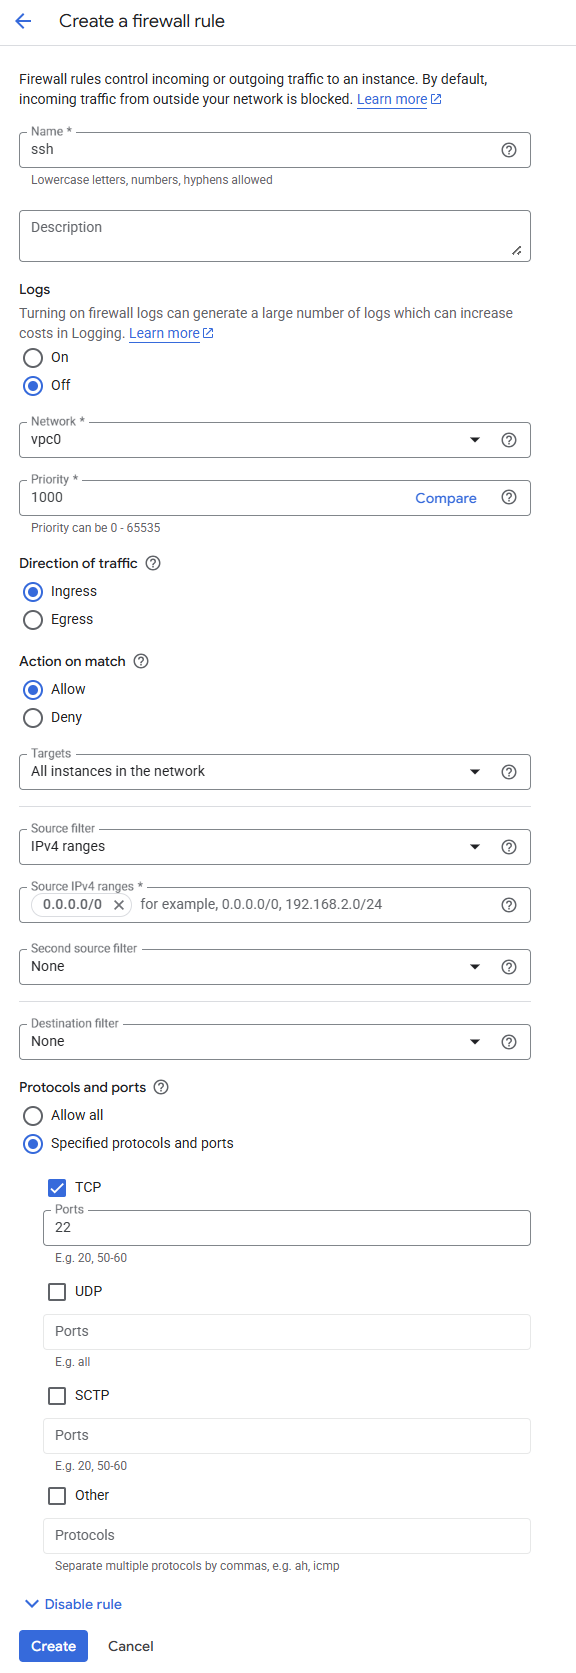 Create a firewall rule
Firewall rules control incoming or outgoing traffic to an instance. By default,
incoming traffic from outside your network is blocked. Learn more
Name *
ssh
Lowercase letters, numbers, hyphens allowed
Description
Logs
Turning on firewall logs can generate a large number of logs which can increase
costs in Logging. Learn more
On
Off
Network *
vpc0
Priority *
1000 Compare
Priority can be 0 - 65535
Direction of traffic
Ingress
Egress
Action on match
Allow
Deny
Targets
All instances in the network
Source filter
IPv4 ranges
Source IPv4 ranges *
0.0.0.0/0 for example, 0.0.0.0/0, 192.168.2.0/24
Second source filter
None
Destination filter
None
Protocols and ports
Allow all
Specified protocols and ports
TCP
Ports
22
E.g. 20, 50-60
UDP
Ports
E.g. all
SCTP
Ports
E.g. 20, 50-60
Other
Protocols
Separate multiple protocols by commas, e.g. ah, icmp
Disable rule
Create Cancel